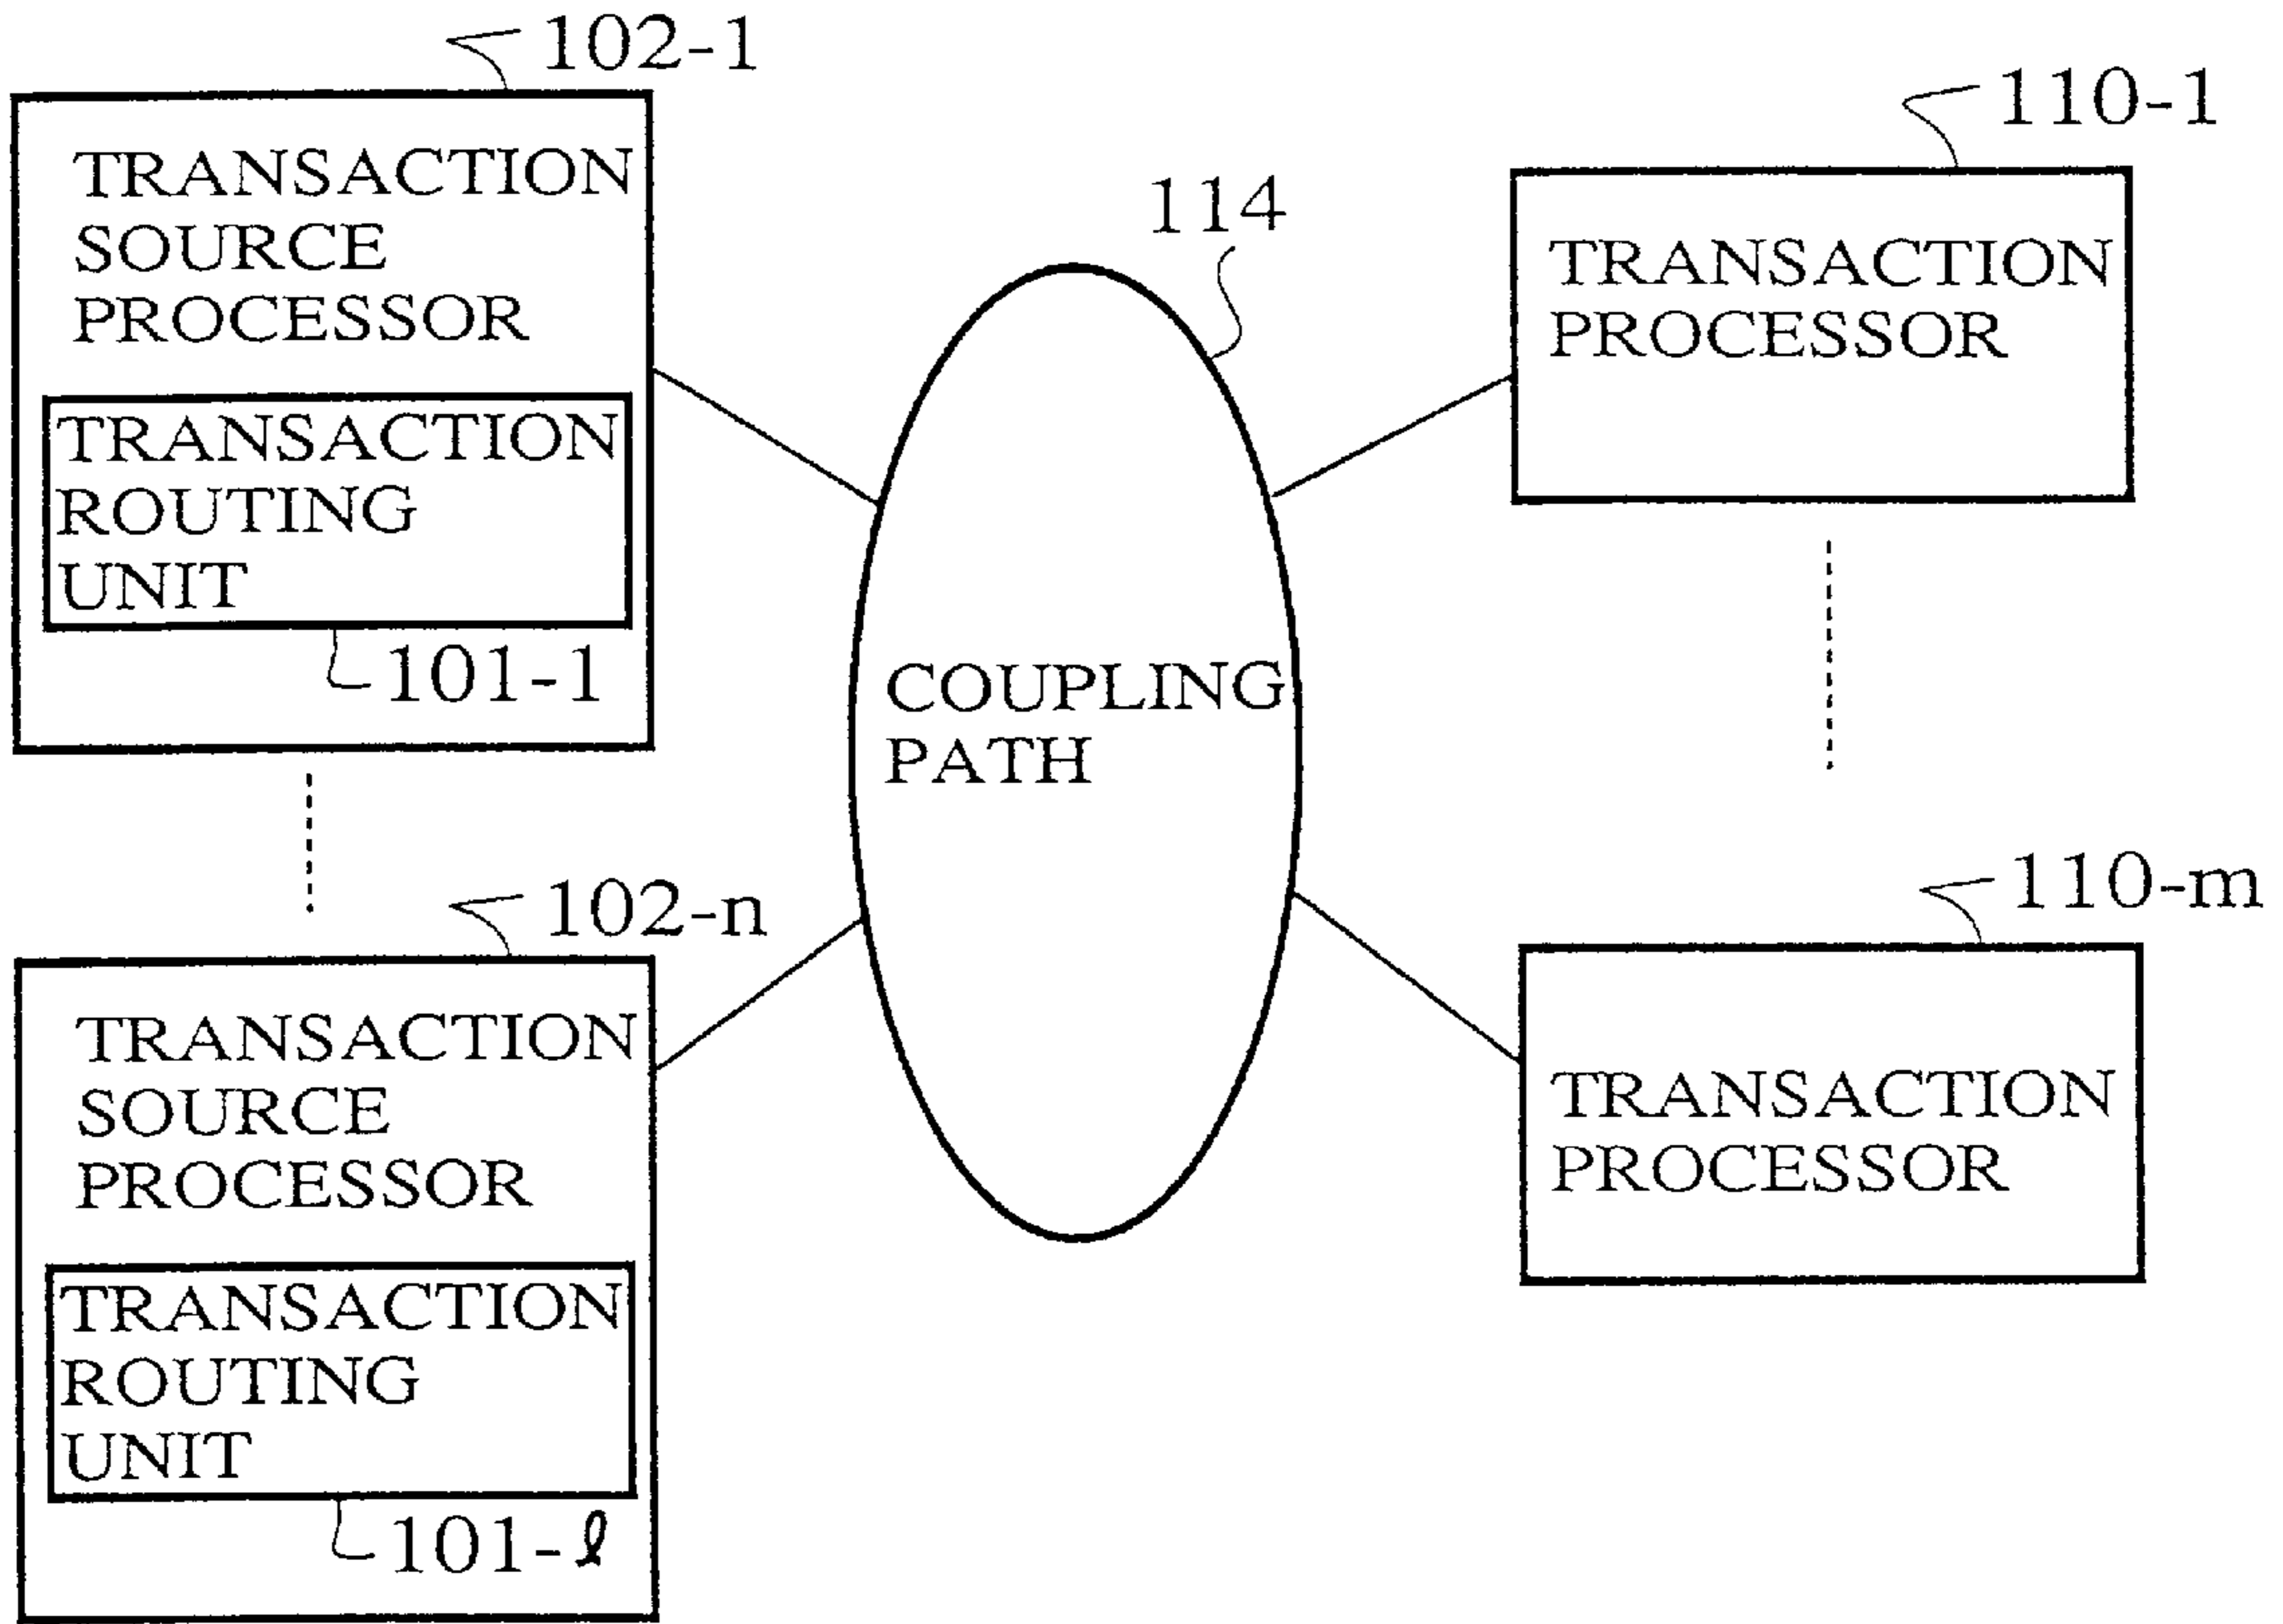 102-1
TRANSACTION
SOURCE
PROCESSOR
TRANSACTION
ROUTING
UNIT
101-1
102-n
TRANSACTION
SOURCE
PROCESSOR
TRANSACTION
ROUTING
UNIT
101-ℓ
114
COUPLING
PATH
110-1
TRANSACTION
PROCESSOR
110-m
TRANSACTION
PROCESSOR